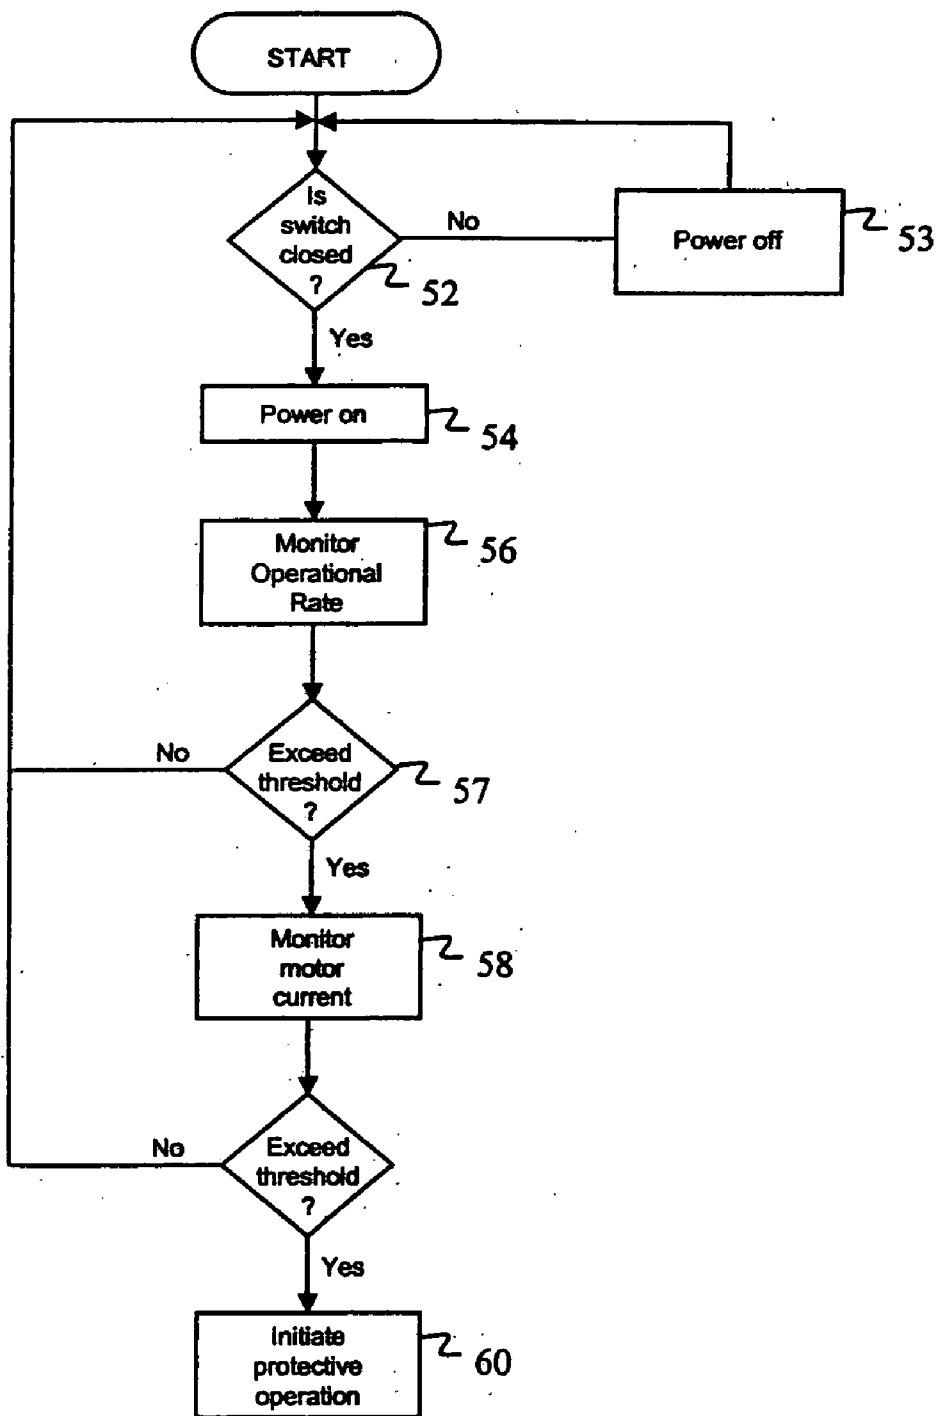 START
Is
switch
closed
?
52
No
Power off
53
Yes
Power on
54
Monitor
Operational
Rate
56
No
Exceed
threshold
?
57
Yes
Monitor
motor
current
58
No
Exceed
threshold
?
Yes
Initiate
protective
operation
60